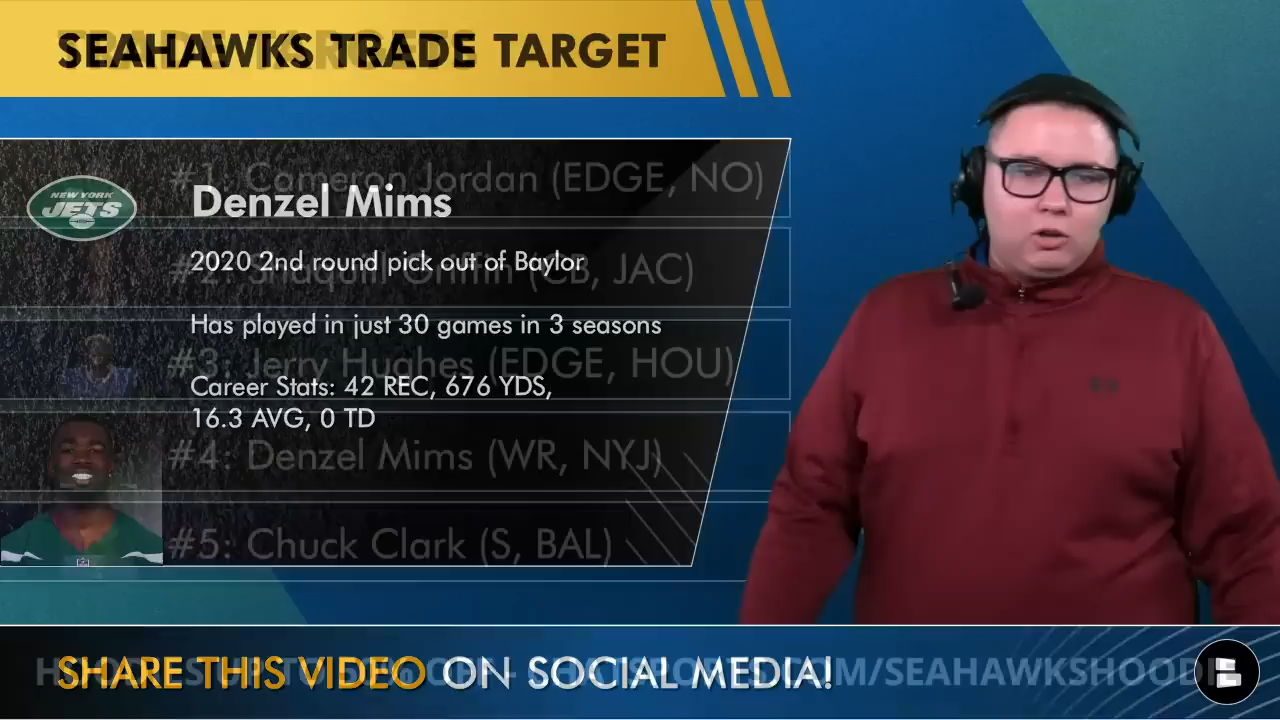 SEAHAWKS TRADE TARGET
#1: Cameron Jordan (EDGE, NO)
NEW YORK
JETS
Denzel Mims
2020 2nd round pick out of Baylor
#2: Shaquill Griffin (CB, JAC)
Has played in just 30 games in 3 seasons
#3: Jerry Hughes (EDGE, HOU)
Career Stats: 42 REC, 676 YDS,
16.3 AVG, 0 TD
#4: Denzel Mims (WR, NYJ)
#5: Chuck Clark (S, BAL)
SHARE THIS VIDEO ON SOCIAL MEDIA!